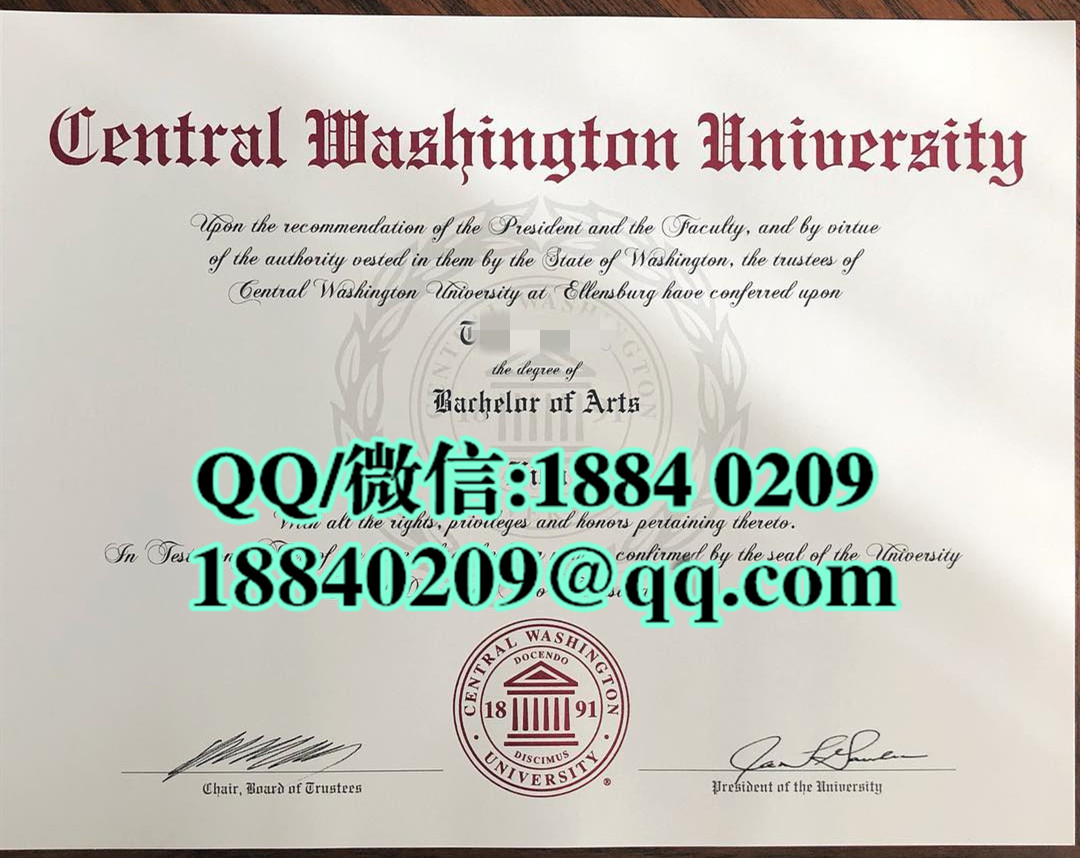 Central Washington University
Upon the recommendation of the President and the Faculty, and by virtue
of the authority vested in them by the State of Washington, the trustees of
Central Washington University at Ellensburg have conferred upon
T
the degree of
Bachelor of Arts
QQ/微信:1884 0209
With all the rights, privileges and honors pertaining thereto.
In confirmed by the seal of the University
18840209@qq.com
CENTRAL WASHINGTON UNIVERSITY
DOCENDO
18 91
DISCIMUS
®
Chair, Board of Trustees
President of the University